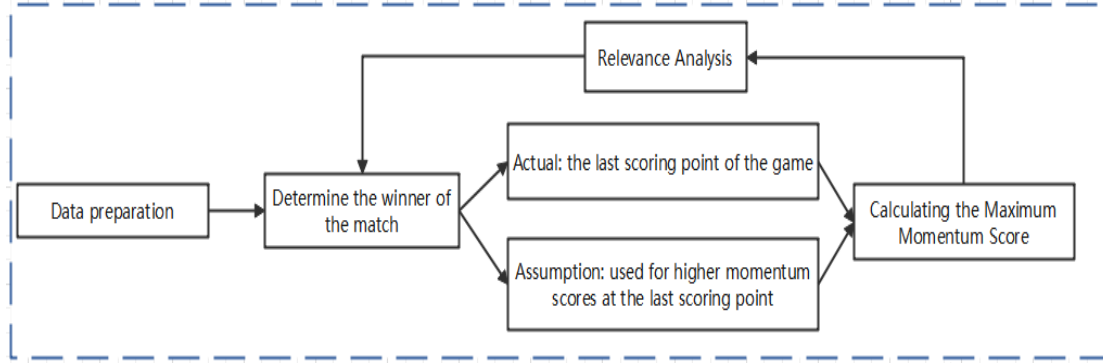 Relevance Analysis
Actual: the last scoring point of the game
Data preparation
Determine the winner of
the match
Calculating the Maximum
Momentum Score
Assumption: used for higher momentum
scores at the last scoring point